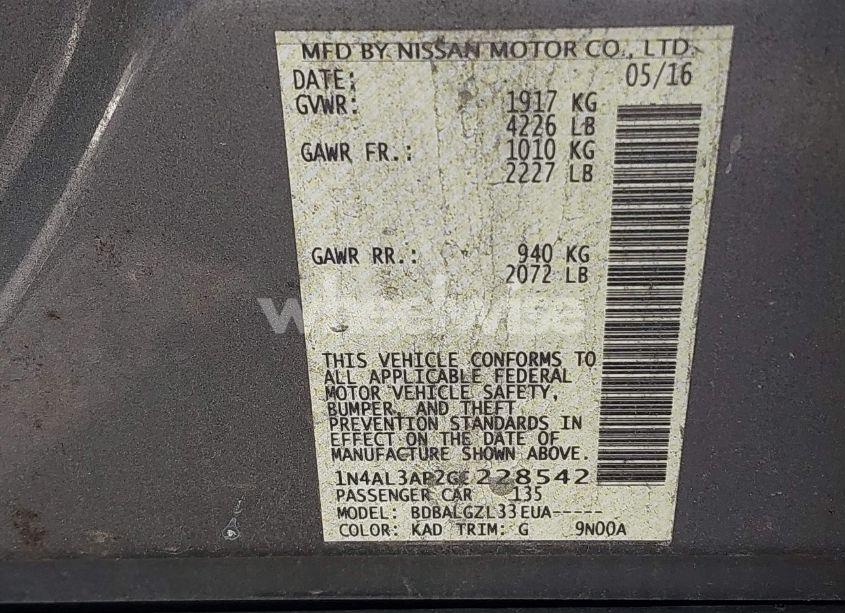 MFD BY NISSAN MOTOR CO., LTD.
DATE: 05/16
GVWR: 1917 KG
4226 LB
GAWR FR.: 1010 KG
2227 LB
GAWR RR.: 940 KG
2072 LB
wheelwise
THIS VEHICLE CONFORMS TO
ALL APPLICABLE FEDERAL
MOTOR VEHICLE SAFETY,
BUMPER, AND THEFT
PREVENTION STANDARDS IN
EFFECT ON THE DATE OF
MANUFACTURE SHOWN ABOVE.
1N4AL3AP2GC228542
PASSENGER CAR 135
MODEL: BDBALGZL33EUA-----
COLOR: KAD TRIM: G 9N00A